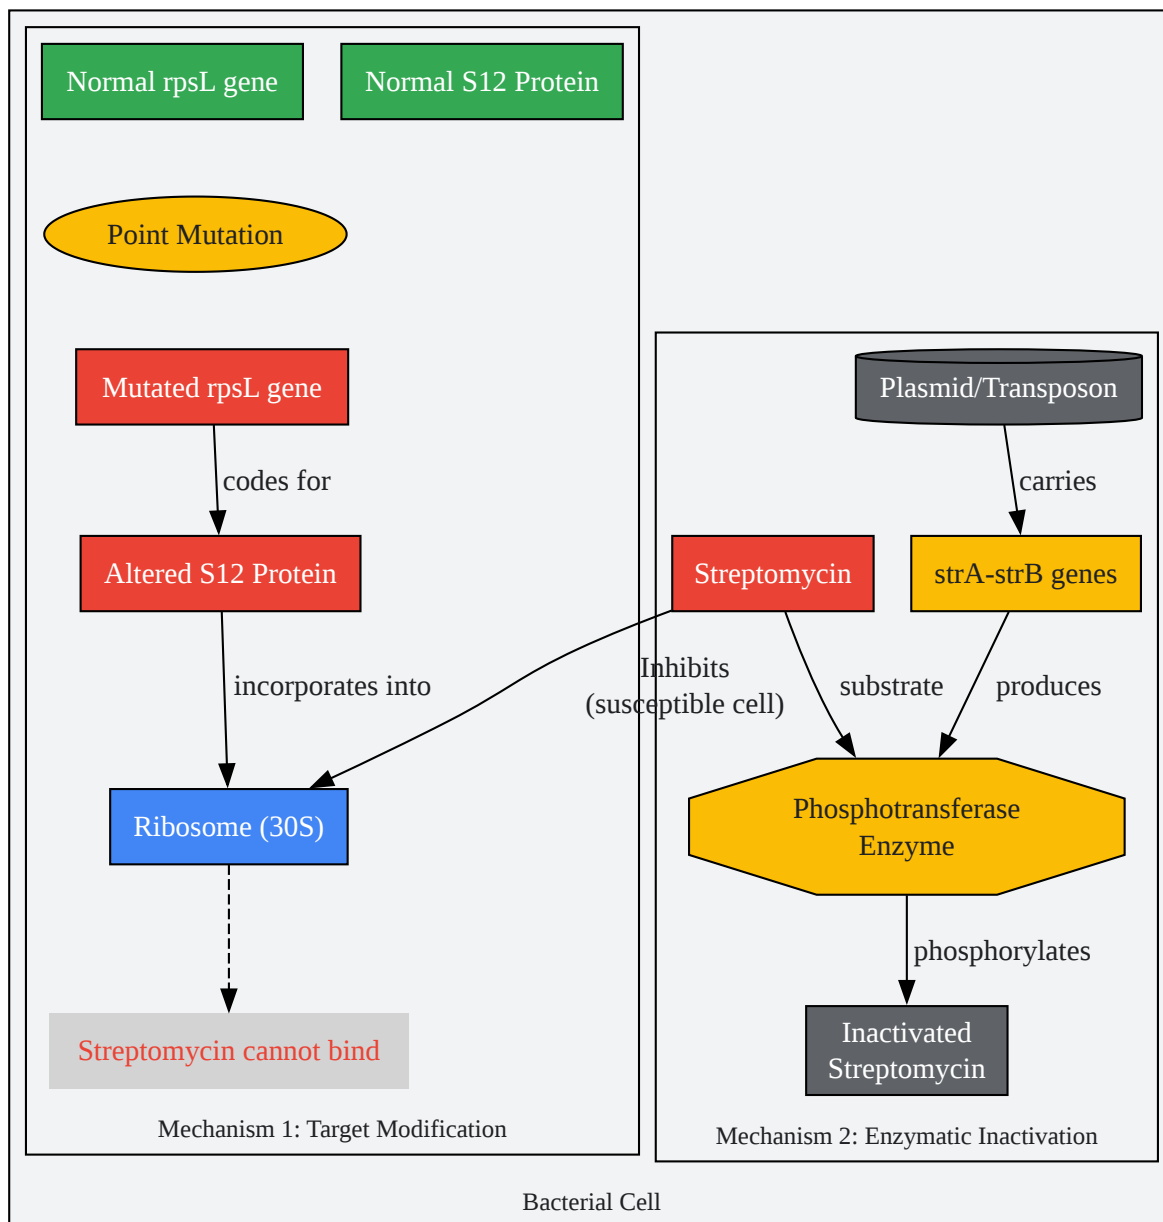 Normal rpsL gene
Normal S12 Protein
Point Mutation
Mutated rpsL gene
Plasmid/Transposon
codes for
carries
Altered S12 Protein
Streptomycin
strA-strB genes
incorporates into
Inhibits
(susceptible cell)
substrate
produces
Ribosome (30S)
Phosphotransferase
Enzyme
phosphorylates
Streptomycin cannot bind
Inactivated
Streptomycin
Mechanism 1: Target Modification
Mechanism 2: Enzymatic Inactivation
Bacterial Cell